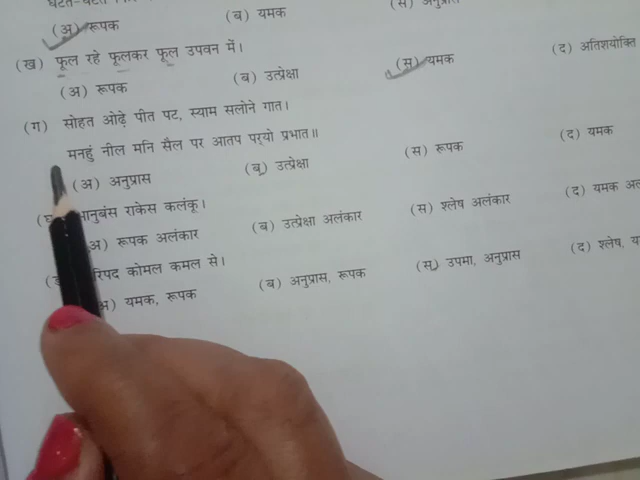 (अ) रूपक (ब) यमक (स) अनुप्रास
(ख) फूल रहे फूलकर फूल उपवन में।
(अ) रूपक (ब) उत्प्रेक्षा (स) यमक (द) अतिशयोक्ति
(ग) सोहत ओढ़े पीत पट, स्याम सलोने गात।
मनहुं नील मनि सैल पर आतप पर्‌यो प्रभात॥
(अ) अनुप्रास (ब) उत्प्रेक्षा (स) रूपक (द) यमक
भानुबंस राकेस कलंकू।
अ) रूपक अलंकार (ब) उत्प्रेक्षा अलंकार (स) श्लेष अलंकार (द) यमक
रिपद कोमल कमल से।
अ) यमक, रूपक (ब) अनुप्रास, रूपक (स) उपमा, अनुप्रास (द) श्लेष,